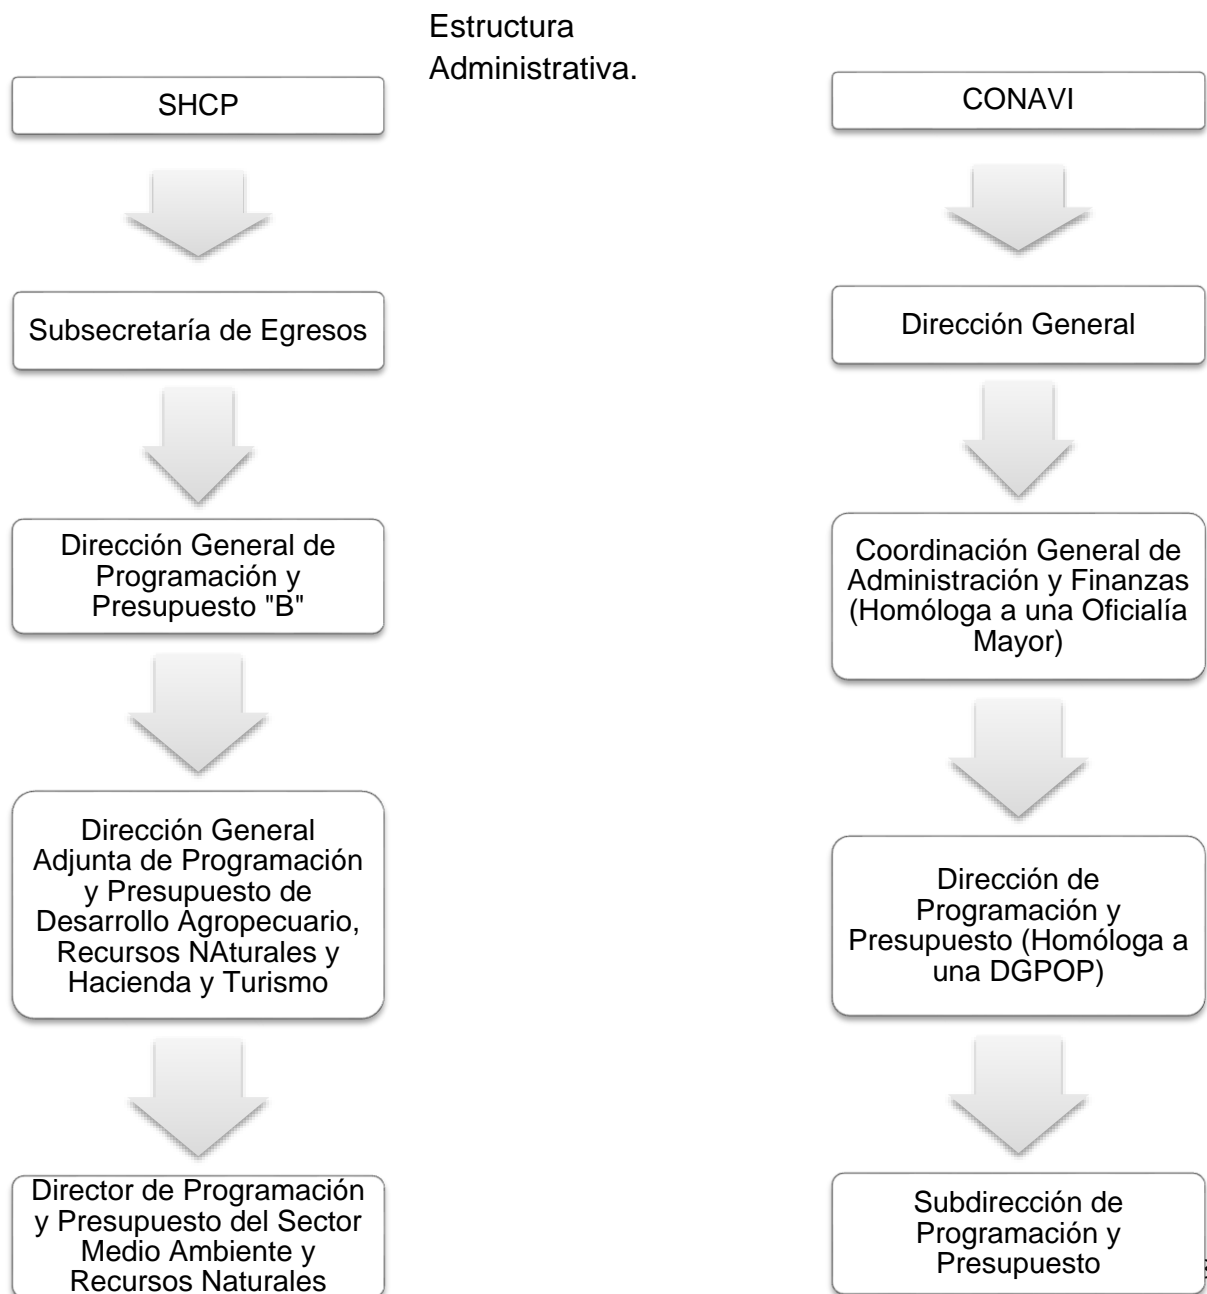 Estructura
Administrativa.
SHCP
Subsecretaría de Egresos
Dirección General de
Programación y
Presupuesto "B"
Dirección General
Adjunta de Programación
y Presupuesto de
Desarrollo Agropecuario,
Recursos NAturales y
Hacienda y Turismo
Director de Programación
y Presupuesto del Sector
Medio Ambiente y
Recursos Naturales
CONAVI
Dirección General
Coordinación General de
Administración y Finanzas
(Homóloga a una Oficialía
Mayor)
Dirección de
Programación y
Presupuesto (Homóloga a
una DGPOP)
Subdirección de
Programación y
Presupuesto